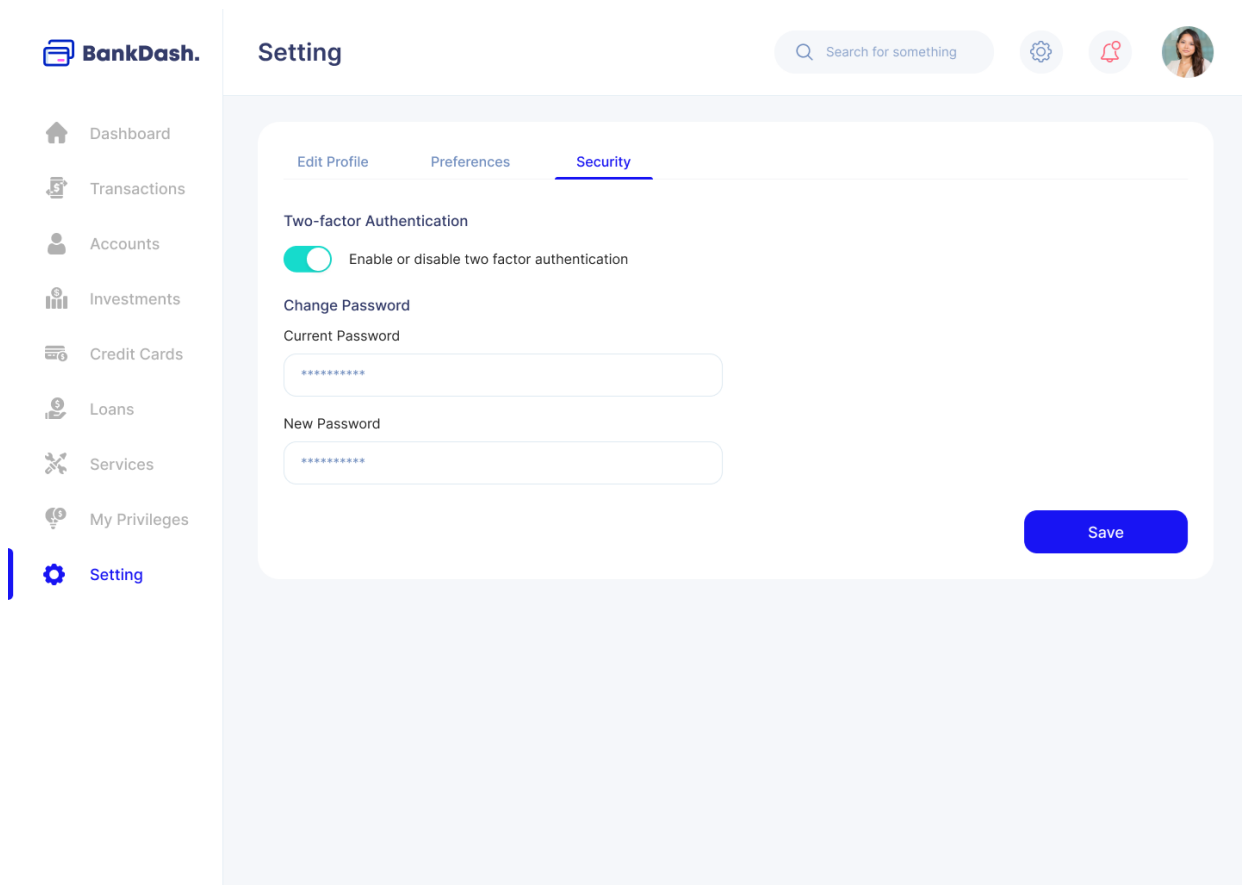 BankDash.
Setting
Search for something
Dashboard
Transactions
Accounts
Investments
Credit Cards
Loans
Services
My Privileges
Setting
Edit Profile
Preferences
Security
Two-factor Authentication
Enable or disable two factor authentication
Change Password
Current Password
**********
New Password
**********
Save